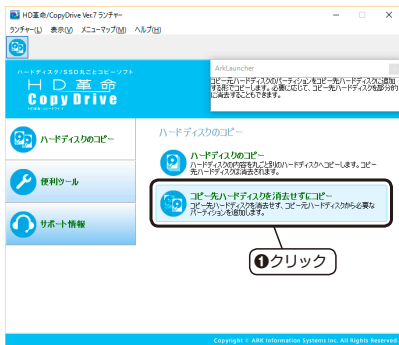 HD革命/CopyDrive Ver.7 ランチャー
ランチャー(L) 表示(V) メニューマップ(M) ヘルプ(H)
ハードディスク/SSD丸ごとコピーソフト
HD革命
CopyDrive
ArkLauncher
コピー元ハードディスクのパーティションをコピー先ハードディスクに追加
する形でコピーします。必要に応じて、コピー先ハードディスクを部分的
に消去することもできます。
ハードディスクのコピー
便利ツール
サポート情報
ハードディスクのコピー
ハードディスクのコピー
ハードディスクの内容を丸ごと別のハードディスクへコピーします。コピー
先ハードディスクは消去されます。
コピー先ハードディスクを消去せずにコピー
コピー先ハードディスクを消去せず、コピー元ハードディスクから必要な
パーティションを追加します。
❶クリック
Copyright © ARK Information Systems Inc. All Rights Reserved.